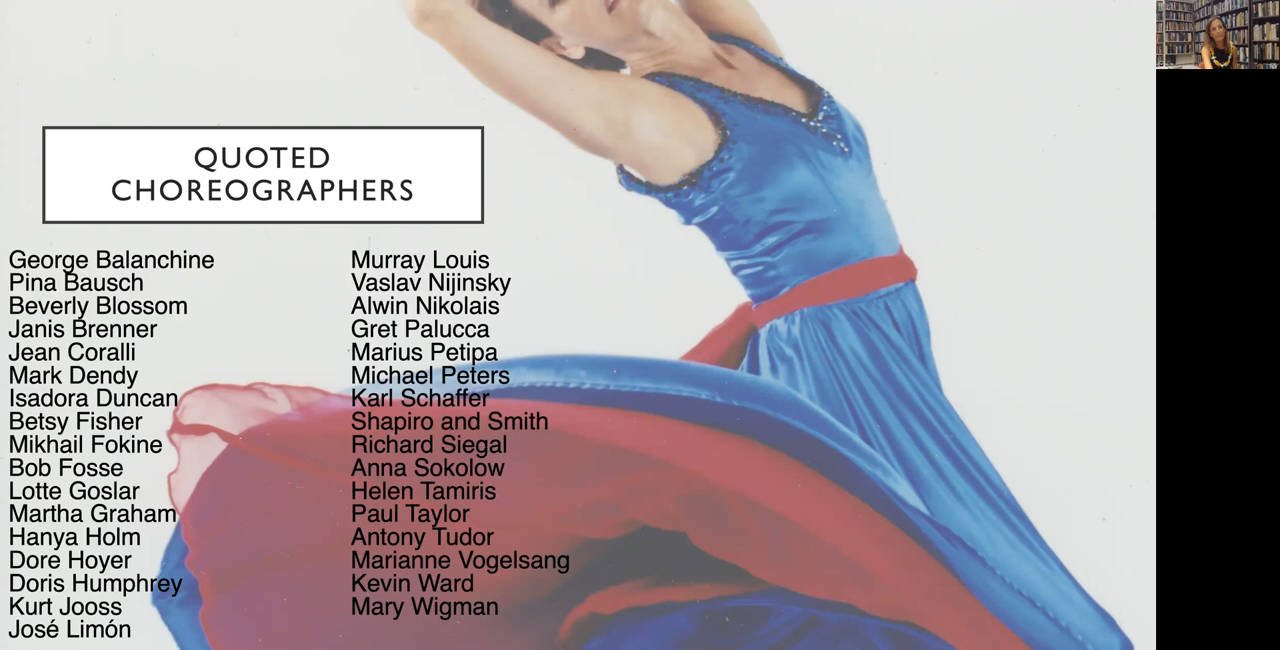 QUOTED
CHOREOGRAPHERS
George Balanchine
Pina Bausch
Beverly Blossom
Janis Brenner
Jean Coralli
Mark Dendy
Isadora Duncan
Betsy Fisher
Mikhail Fokine
Bob Fosse
Lotte Goslar
Martha Graham
Hanya Holm
Dore Hoyer
Doris Humphrey
Kurt Jooss
José Limón
Murray Louis
Vaslav Nijinsky
Alwin Nikolais
Gret Palucca
Marius Petipa
Michael Peters
Karl Schaffer
Shapiro and Smith
Richard Siegal
Anna Sokolow
Helen Tamiris
Paul Taylor
Antony Tudor
Marianne Vogelsang
Kevin Ward
Mary Wigman